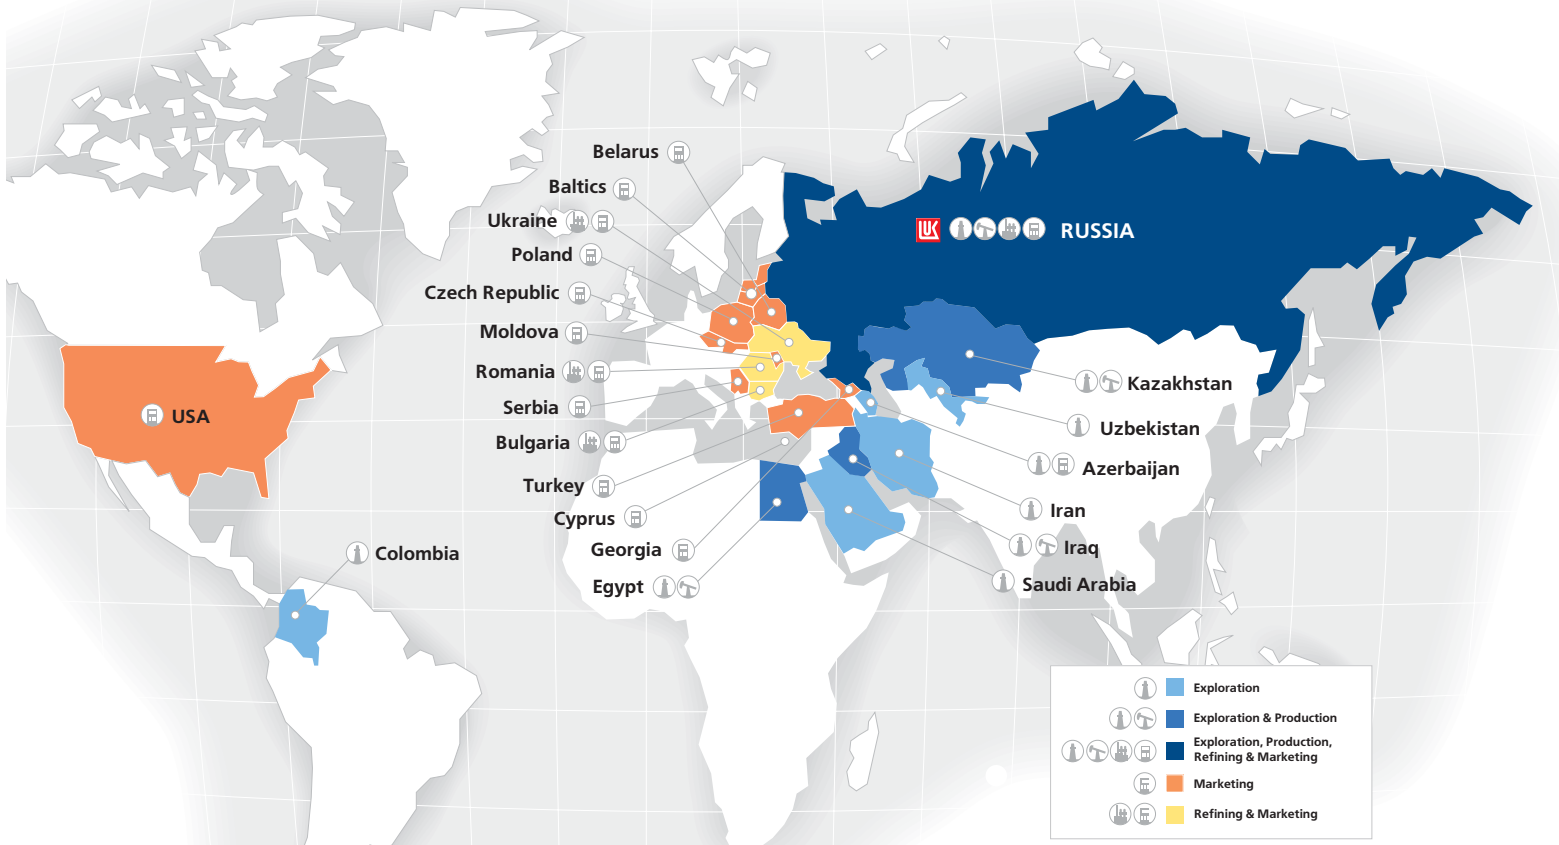 Belarus
Baltics
Ukraine
Poland
Czech Republic
Moldova
Romania
Serbia
Bulgaria
Turkey
Cyprus
Georgia
Egypt
USA
Colombia
LUK RUSSIA
Kazakhstan
Uzbekistan
Azerbaijan
Iran
Iraq
Saudi Arabia
Exploration
Exploration & Production
Exploration, Production,
Refining & Marketing
Marketing
Refining & Marketing